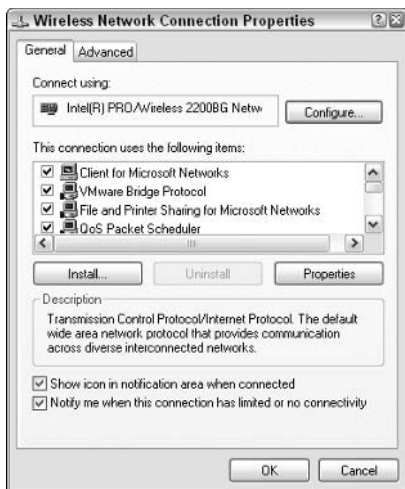 Wireless Network Connection Properties
General
Advanced
Connect using:
Intel(R) PRO/Wireless 2200BG Netw
Configure...
This connection uses the following items:
Client for Microsoft Networks
VMware Bridge Protocol
File and Printer Sharing for Microsoft Networks
QoS Packet Scheduler
Install...
Uninstall
Properties
Description
Transmission Control Protocol/Internet Protocol. The default
wide area network protocol that provides communication
across diverse interconnected networks.
Show icon in notification area when connected
Notify me when this connection has limited or no connectivity
OK
Cancel